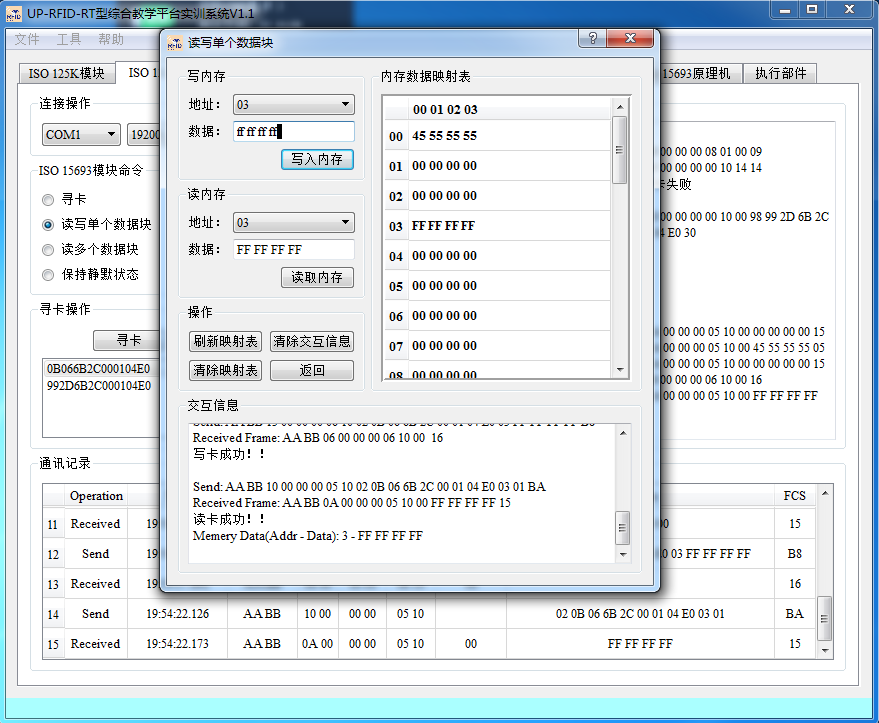 UP-RFID-RT型综合教学平台实训系统V1.1
文件 工具 帮助
ISO 125K模块 ISO 1 15693原理机 执行部件
连接操作
COM1 19200
ISO 15693模块命令
寻卡
读写单个数据块
读多个数据块
保持静默状态
寻卡操作
寻卡
0B066B2C000104E0
992D6B2C000104E0
00 00 00 08 01 00 09
00 00 00 00 10 14 14
卡失败
00 00 00 00 10 00 98 99 2D 6B 2C
4 E0 30
00 00 00 05 10 00 00 00 00 00 15
00 00 00 05 10 00 45 55 55 55 05
00 00 00 05 10 00 00 00 00 00 15
00 00 00 06 10 00 16
00 00 00 05 10 00 FF FF FF FF
读写单个数据块
写内存
地址： 03
数据： ff ff ff ff
写入内存
读内存
地址： 03
数据： FF FF FF FF
读取内存
操作
刷新映射表 清除交互信息
清除映射表 返回
内存数据映射表
00 01 02 03
00 45 55 55 55
01 00 00 00 00
02 00 00 00 00
03 FF FF FF FF
04 00 00 00 00
05 00 00 00 00
06 00 00 00 00
07 00 00 00 00
08 00 00 00 00
交互信息
Received Frame: AA BB 06 00 00 00 06 10 00 16
写卡成功！！
Send: AA BB 10 00 00 00 05 10 02 0B 06 6B 2C 00 01 04 E0 03 01 BA
Received Frame: AA BB 0A 00 00 00 05 10 00 FF FF FF FF 15
读卡成功！！
Memery Data(Addr - Data): 3 - FF FF FF FF
通讯记录
Operation FCS
11 Received 19: 00 15
12 Send 19: 0 03 FF FF FF FF B8
13 Received 19: 16
14 Send 19:54:22.126 AA BB 10 00 00 00 05 10 02 0B 06 6B 2C 00 01 04 E0 03 01 BA
15 Received 19:54:22.173 AA BB 0A 00 00 00 05 10 00 FF FF FF FF 15